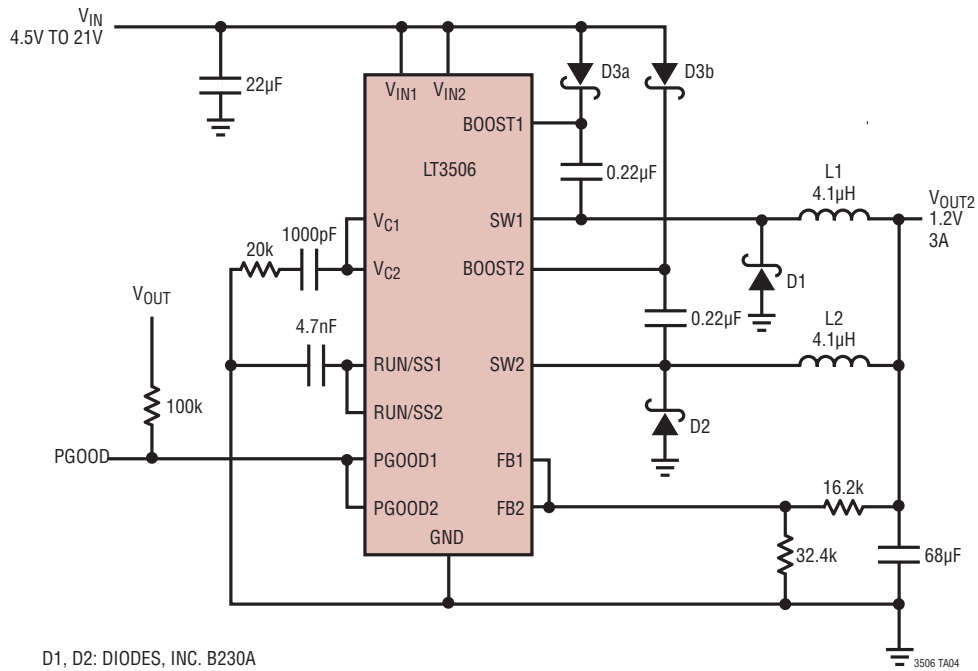 VIN
4.5V TO 21V
22µF
VIN1
VIN2
D3a
D3b
BOOST1
LT3506
0.22µF
L1
4.1µH
VOUT2
1.2V
3A
VC1
SW1
20k
1000pF
VC2
BOOST2
D1
VOUT
4.7nF
0.22µF
L2
4.1µH
RUN/SS1
SW2
100k
RUN/SS2
D2
PGOOD
PGOOD1
FB1
16.2k
PGOOD2
FB2
GND
32.4k
68µF
D1, D2: DIODES, INC. B230A
3506 TA04